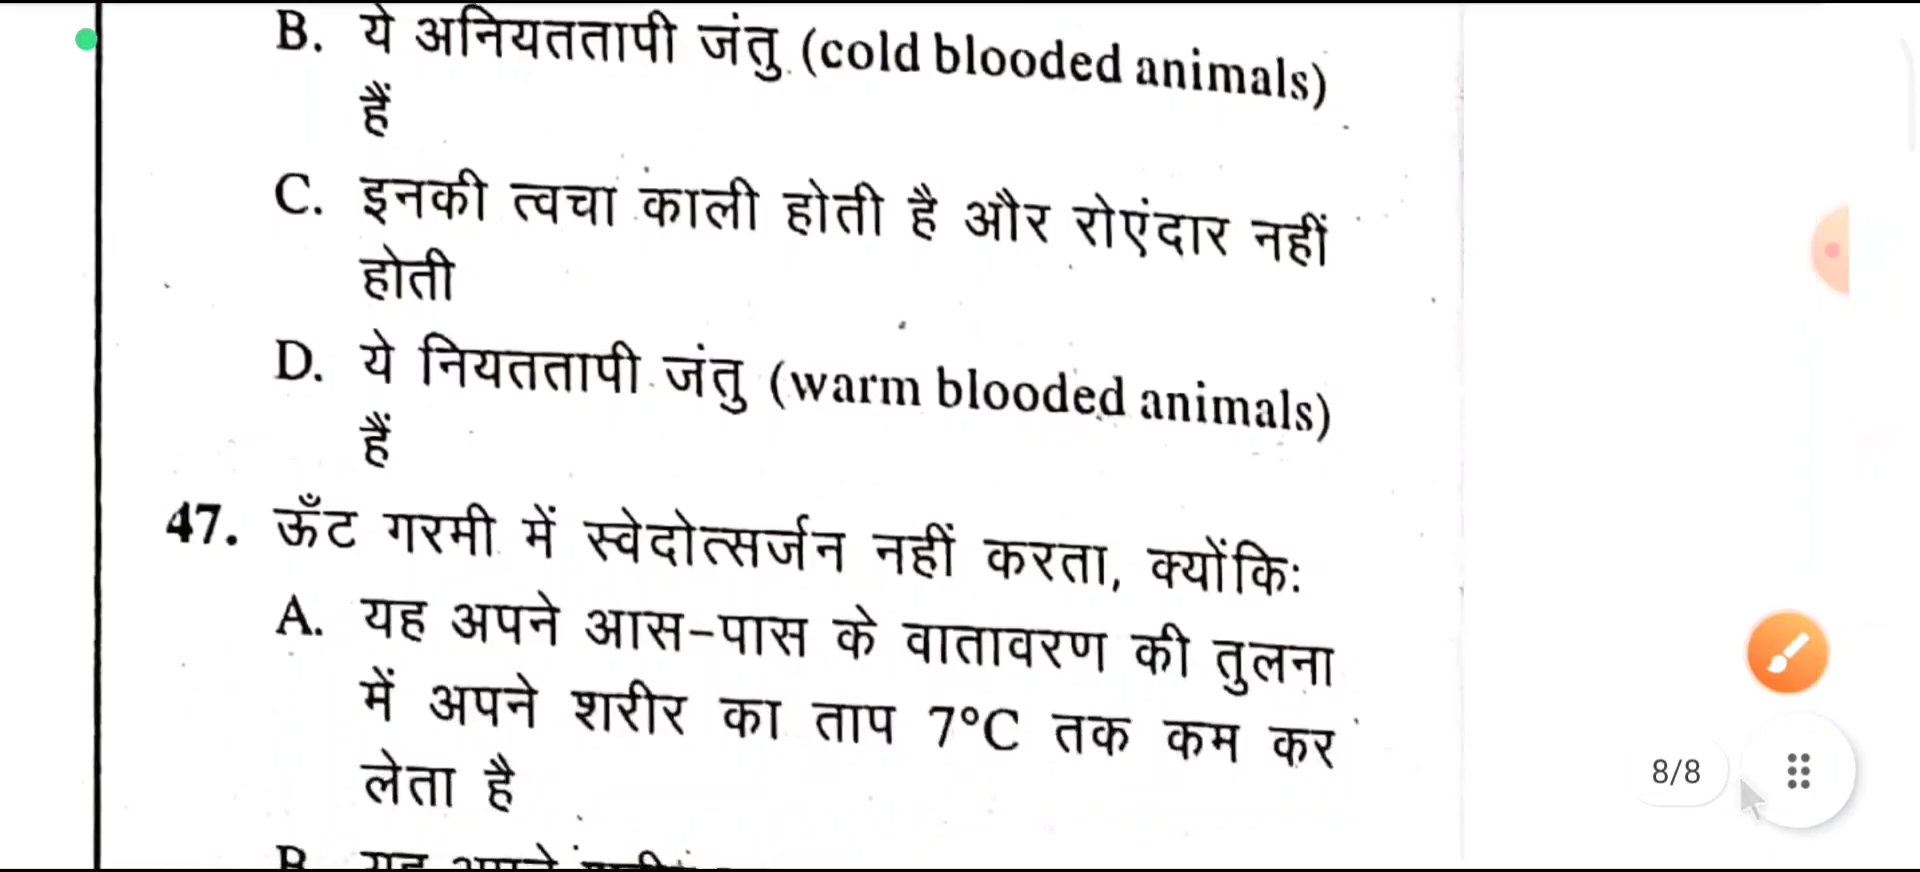 B. ये अनियततापी जंतु (cold blooded animals)
हैं
C. इनकी त्वचा काली होती है और रोएंदार नहीं
होती
D. ये नियततापी जंतु (warm blooded animals)
हैं
47. ऊँट गरमी में स्वेदोत्सर्जन नहीं करता, क्योंकिः
A. यह अपने आस-पास के वातावरण की तुलना
में अपने शरीर का ताप 7°C तक कम कर
लेता है
8/8